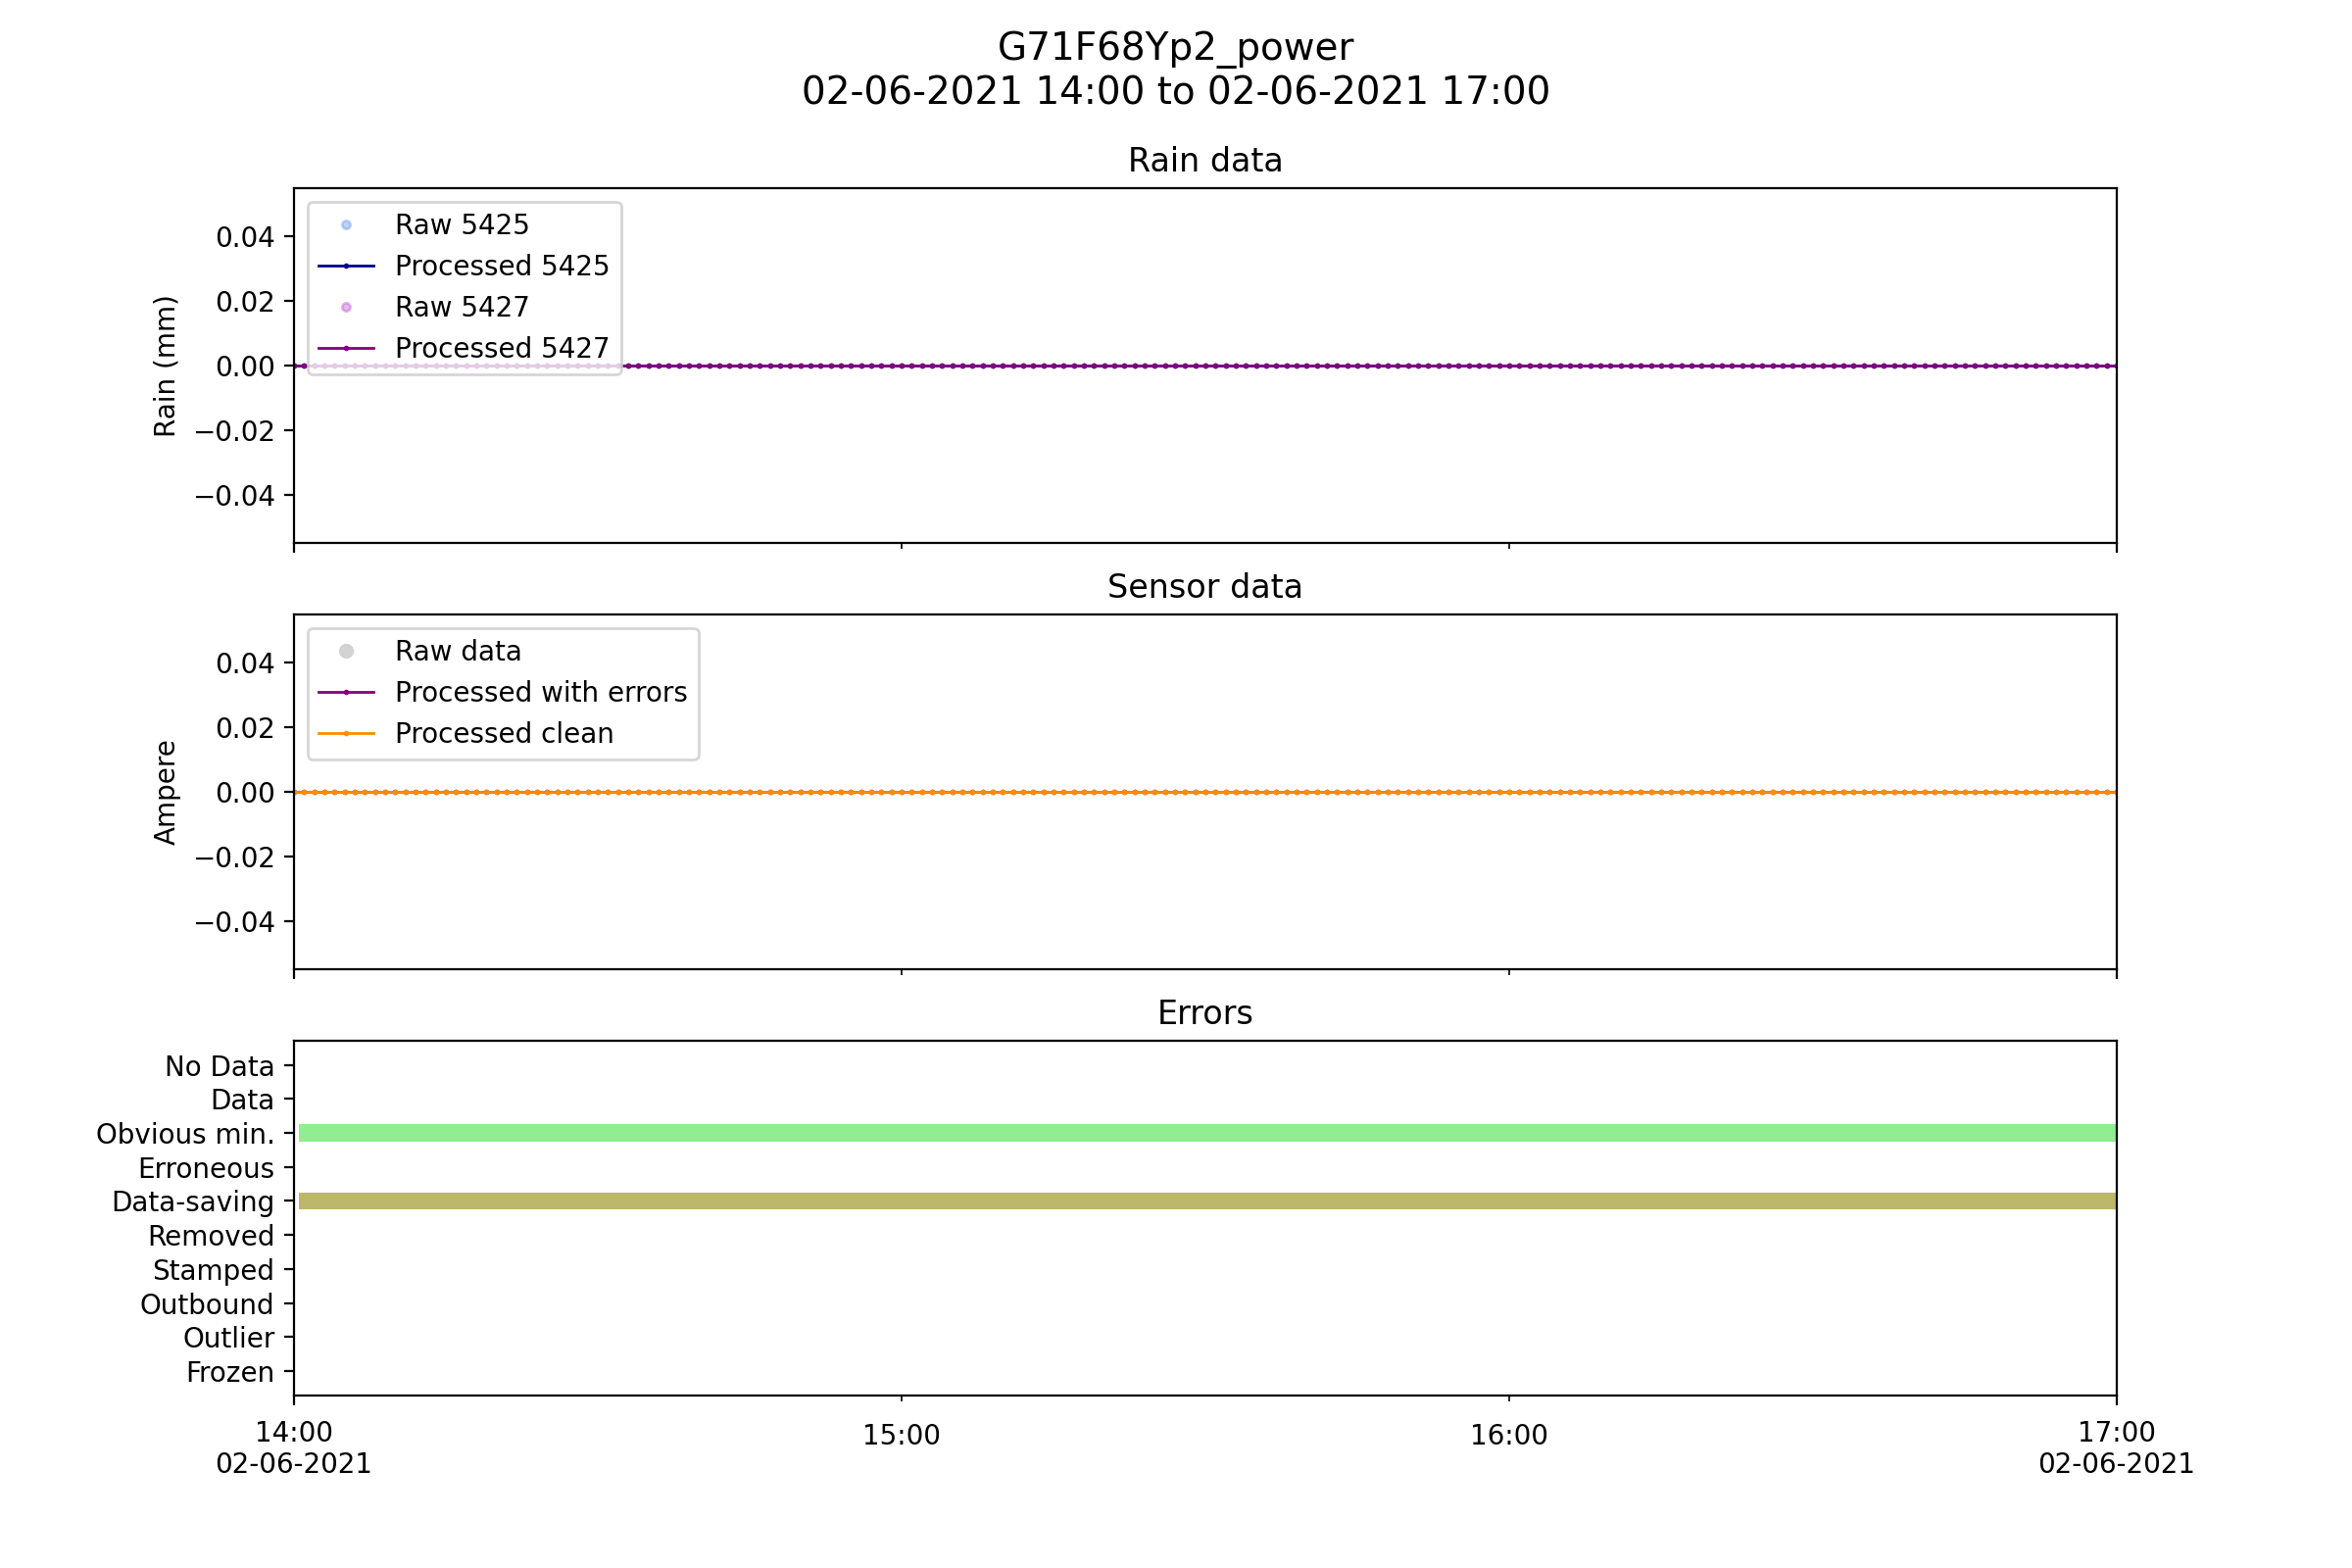 G71F68Yp2_power
02-06-2021 14:00 to 02-06-2021 17:00
Rain data
Raw 5425
Processed 5425
Raw 5427
Processed 5427
0.04
0.02
0.00
−0.02
−0.04
Rain (mm)
Sensor data
Raw data
Processed with errors
Processed clean
0.04
0.02
0.00
−0.02
−0.04
Ampere
Errors
No Data
Data
Obvious min.
Erroneous
Data-saving
Removed
Stamped
Outbound
Outlier
Frozen
14:00 15:00 16:00 17:00
02-06-2021 02-06-2021